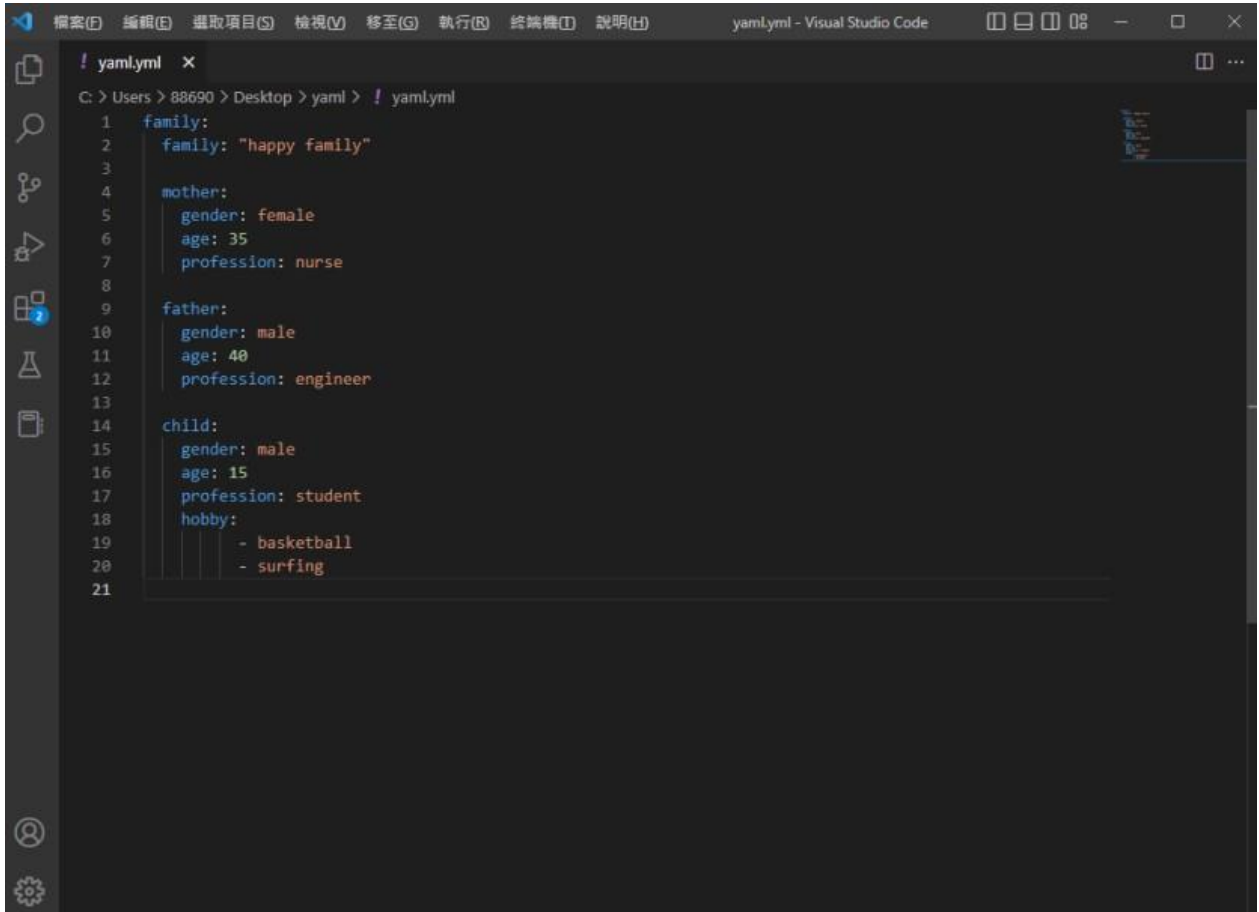 檔案(F) 編輯(E) 選取項目(S) 檢視(V) 移至(G) 執行(R) 終端機(T) 說明(H) yaml.yml - Visual Studio Code
! yaml.yml
C: > Users > 88690 > Desktop > yaml > ! yaml.yml
1 family:
2   family: "happy family"
3
4   mother:
5     gender: female
6     age: 35
7     profession: nurse
8
9   father:
10     gender: male
11     age: 40
12     profession: engineer
13
14   child:
15     gender: male
16     age: 15
17     profession: student
18     hobby:
19           - basketball
20           - surfing
21
2